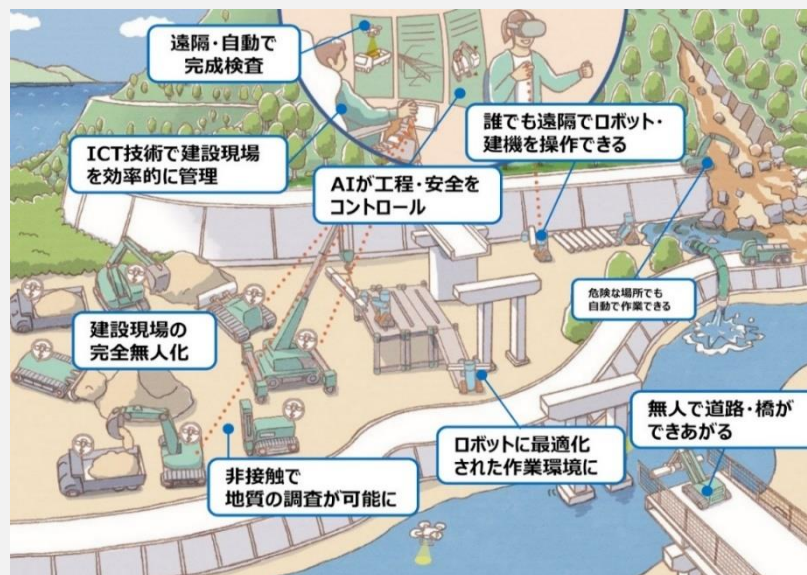 遠隔・自動で
完成検査
ICT技術で建設現場
を効率的に管理
AIが工程・安全を
コントロール
誰でも遠隔でロボット・
建機を操作できる
危険な場所でも
自動で作業できる
建設現場の
完全無人化
非接触で
地質の調査が可能に
ロボットに最適化
された作業環境に
無人で道路・橋が
できあがる